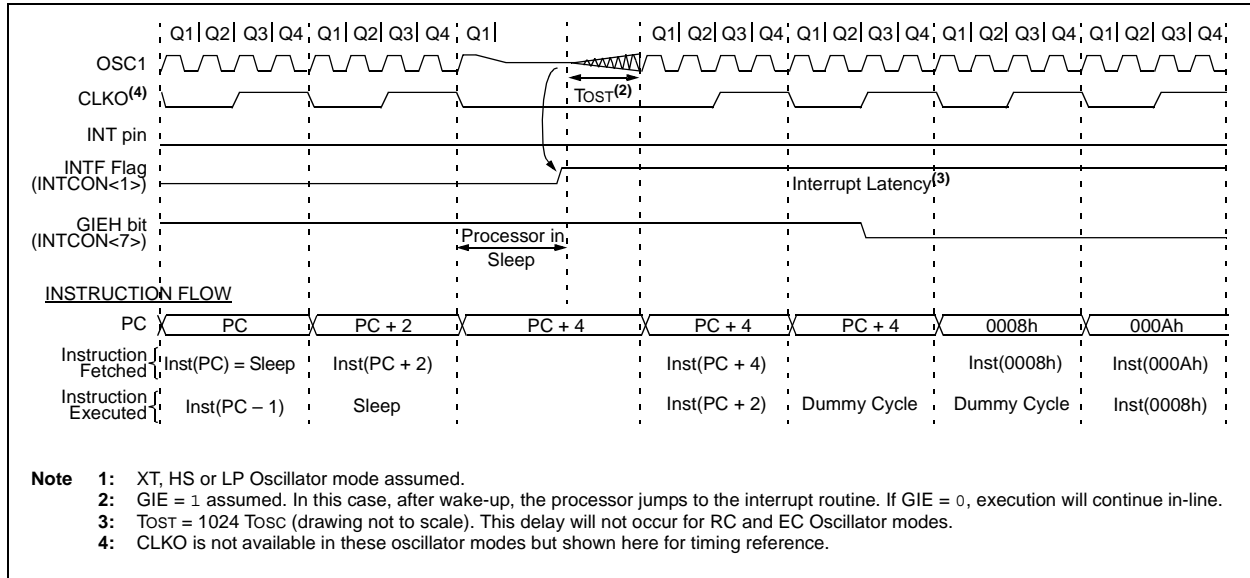 Q1 Q2 Q3 Q4 Q1 Q2 Q3 Q4 Q1 Q1 Q2 Q3 Q4 Q1 Q2 Q3 Q4 Q1 Q2 Q3 Q4 Q1 Q2 Q3 Q4
OSC1
CLKO(4)
TOST(2)
INT pin
INTF Flag
(INTCON<1>)
Interrupt Latency(3)
GIEH bit
(INTCON<7>)
Processor in
Sleep
INSTRUCTION FLOW
PC PC PC + 2 PC + 4 PC + 4 PC + 4 0008h 000Ah
Instruction
Fetched
Inst(PC) = Sleep Inst(PC + 2) Inst(PC + 4) Inst(0008h) Inst(000Ah)
Instruction
Executed
Inst(PC – 1) Sleep Inst(PC + 2) Dummy Cycle Dummy Cycle Inst(0008h)
Note 1: XT, HS or LP Oscillator mode assumed.
2: GIE = 1 assumed. In this case, after wake-up, the processor jumps to the interrupt routine. If GIE = 0, execution will continue in-line.
3: TOST = 1024 TOSC (drawing not to scale). This delay will not occur for RC and EC Oscillator modes.
4: CLKO is not available in these oscillator modes but shown here for timing reference.